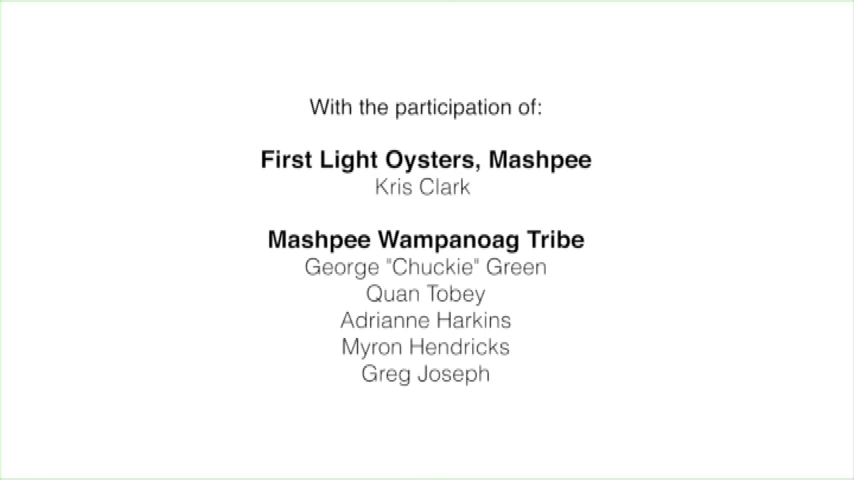 With the participation of:
First Light Oysters, Mashpee
Kris Clark
Mashpee Wampanoag Tribe
George "Chuckie" Green
Quan Tobey
Adrianne Harkins
Myron Hendricks
Greg Joseph